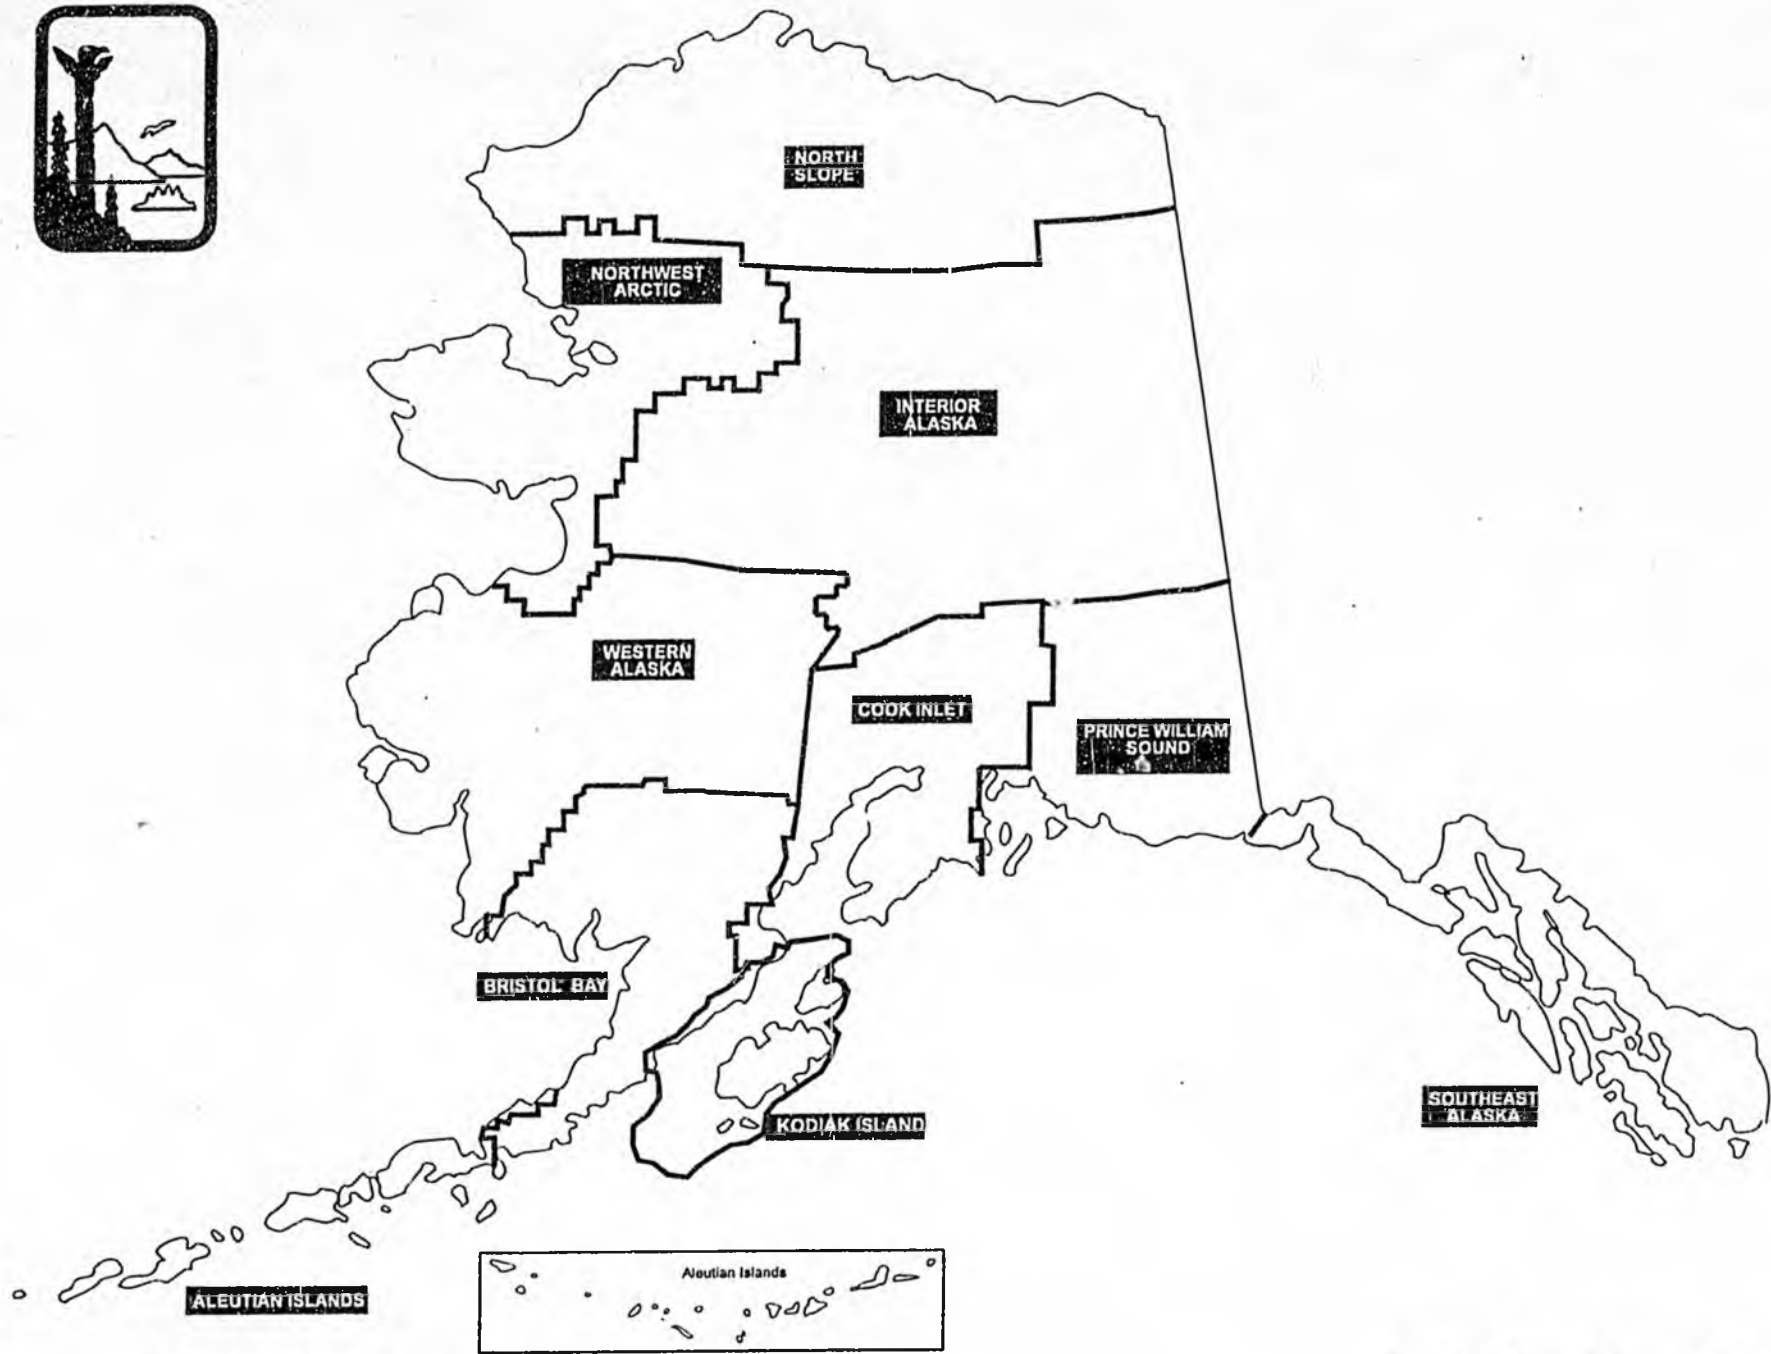 NORTH
SLOPE
NORTHWEST
ARCTIC
INTERIOR
ALASKA
WESTERN
ALASKA
COOK INLET
PRINCE WILLIAM
SOUND
BRISTOL BAY
KODIAK ISLAND
SOUTHEAST
ALASKA
ALEUTIAN ISLANDS
Aleutian Islands